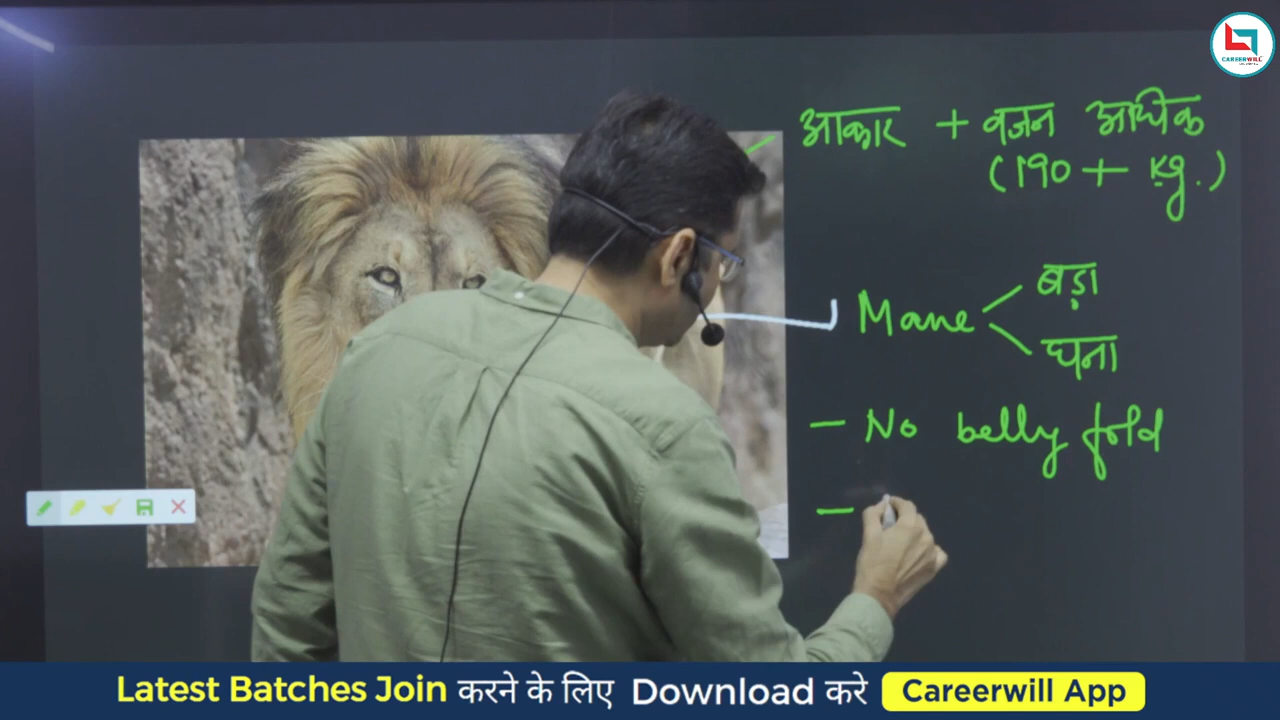 CAREERWILL
आकार + वजन अधिक
(190 + kg.)
Mane
बड़ा
घना
- No belly fold
-
Latest Batches Join करने के लिए Download करे Careerwill App